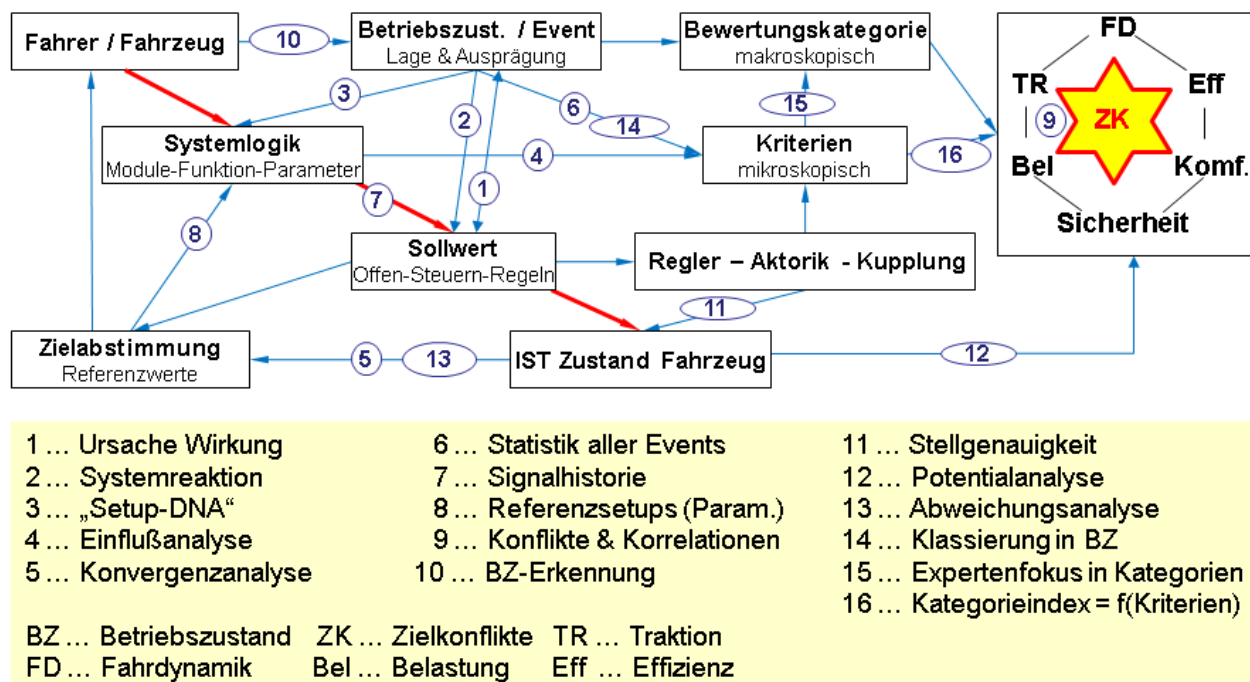 Fahrer / Fahrzeug
10
Betriebszust. / Event
Lage & Ausprägung
Bewertungskategorie
makroskopisch
FD
TR
Eff
9
ZK
Bel
Komf.
Sicherheit
3
2
6
14
15
1
Systemlogik
Module-Funktion-Parameter
4
Kriterien
mikroskopisch
16
7
8
Sollwert
Offen-Steuern-Regeln
Regler – Aktorik - Kupplung
11
Zielabstimmung
Referenzwerte
5
13
IST Zustand Fahrzeug
12
1 ... Ursache Wirkung
2 ... Systemreaktion
3 ... „Setup-DNA“
4 ... Einflußanalyse
5 ... Konvergenzanalyse
6 ... Statistik aller Events
7 ... Signalhistorie
8 ... Referenzsetups (Param.)
9 ... Konflikte & Korrelationen
10 ... BZ-Erkennung
11 ... Stellgenauigkeit
12 ... Potentialanalyse
13 ... Abweichungsanalyse
14 ... Klassierung in BZ
15 ... Expertenfokus in Kategorien
16 ... Kategorieindex = f(Kriterien)
BZ ... Betriebszustand ZK ... Zielkonflikte TR ... Traktion
FD ... Fahrdynamik Bel ... Belastung Eff ... Effizienz